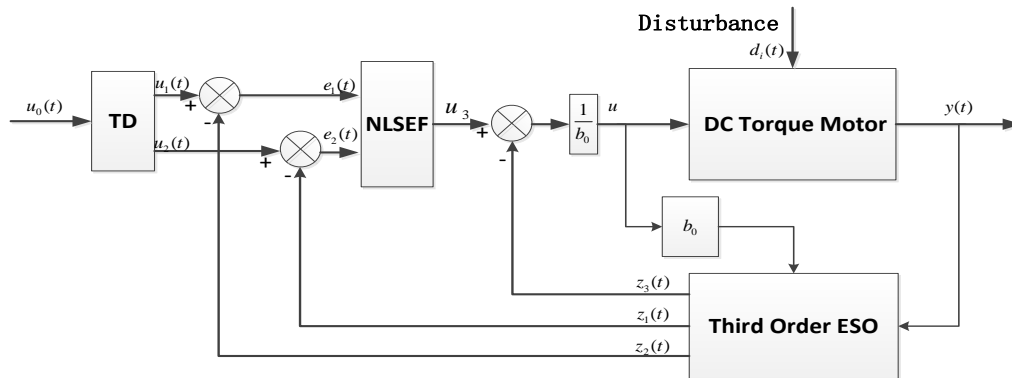 Disturbance
d_i(t)
u_0(t)
TD
u_1(t)
+
-
e_1(t)
u_2(t)
+
-
e_2(t)
NLSEF
u_3
+
-
1/b_0
u
DC Torque Motor
y(t)
b_0
z_3(t)
z_1(t)
z_2(t)
Third Order ESO